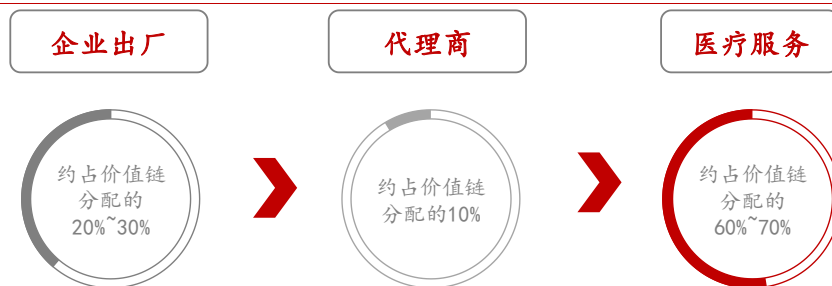 企业出厂
代理商
医疗服务
约占价值链
分配的
20%~30%
约占价值链
分配的10%
约占价值链
分配的
60%~70%